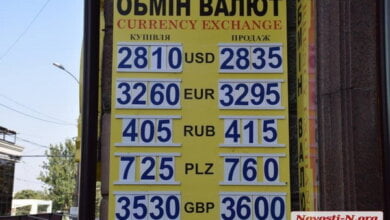 ОБМІН ВАЛЮТ
CURRENCY EXCHANGE
КУПІВЛЯ ПРОДАЖ
2810 USD 2835
3260 EUR 3295
405 RUB 415
725 PLZ 760
3530 GBP 3600
Novosti-N.org